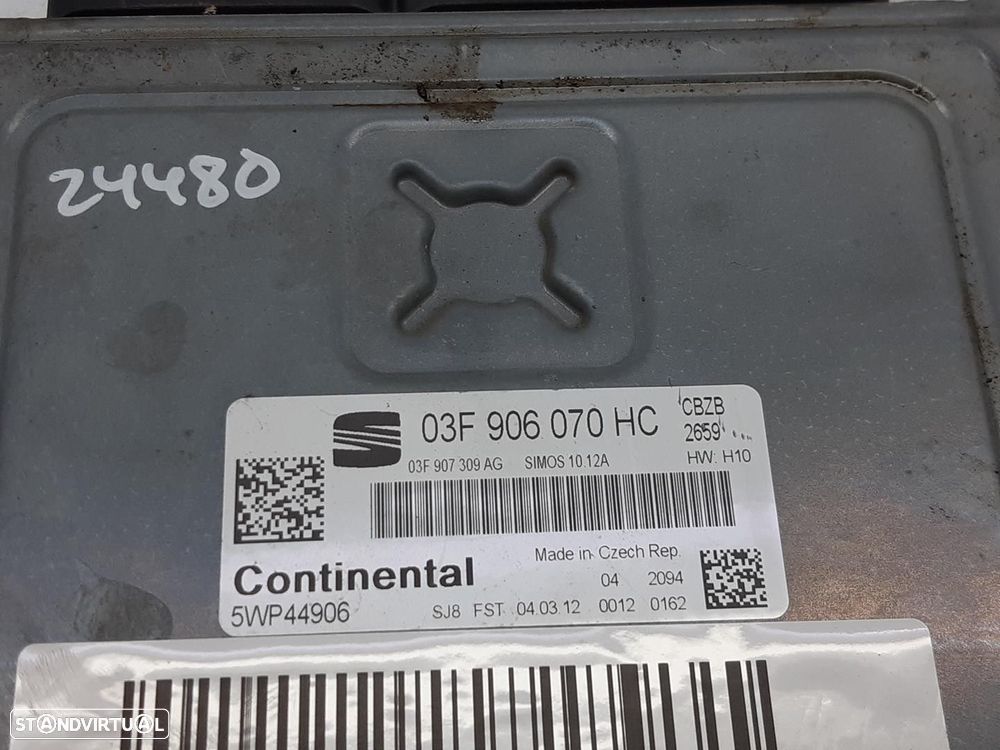 24480
03F 906 070 HC
CBZB
2659
03F 907 309 AG SIMOS 10.12A
HW: H10
Made in Czech Rep.
Continental
04 2094
5WP44906
SJ8 FST 04.03.12 0012 0162
STANDVIRTUAL